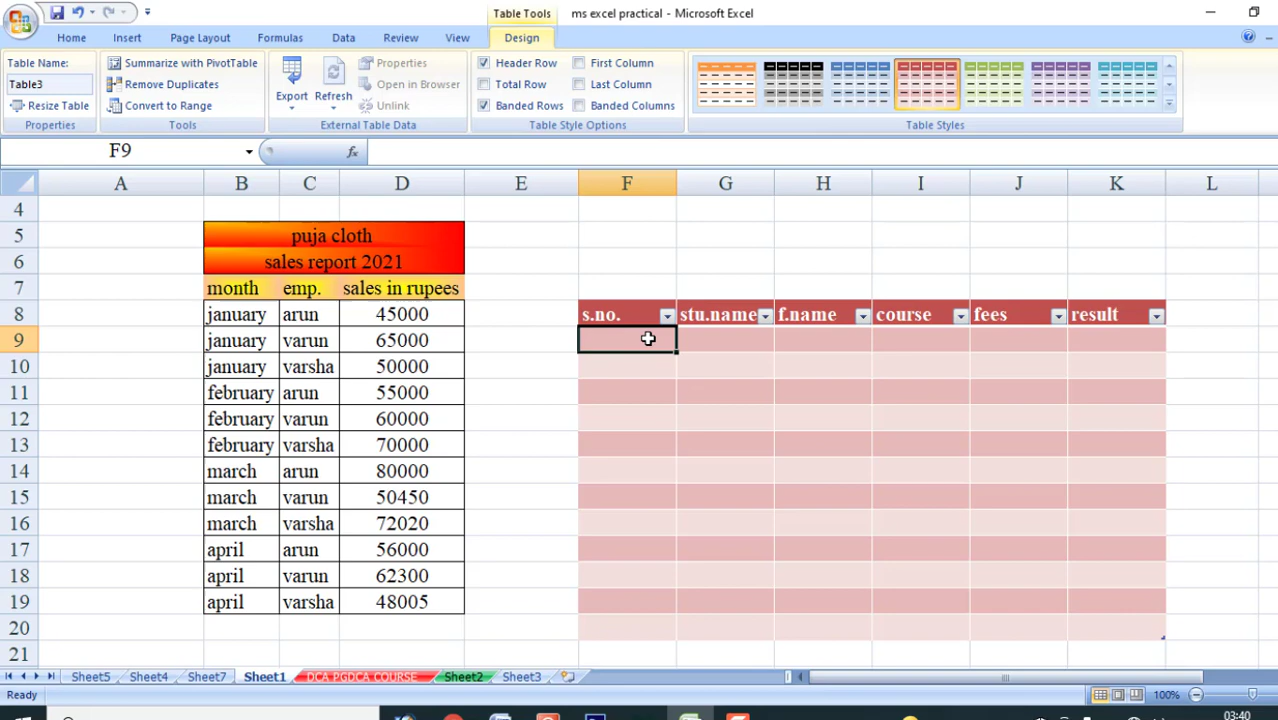 Table Tools
ms excel practical - Microsoft Excel
Home Insert Page Layout Formulas Data Review View Design
Table Name:
Table3
Resize Table
Properties
Summarize with PivotTable
Remove Duplicates
Convert to Range
Tools
Export
Refresh
Properties
Open in Browser
Unlink
External Table Data
Header Row
Total Row
Banded Rows
First Column
Last Column
Banded Columns
Table Style Options
Table Styles
F9
fx
A B C D E F G H I J K L
4
5 puja cloth
6 sales report 2021
7 month emp. sales in rupees
8 january arun 45000 s.no. stu.name f.name course fees result
9 january varun 65000
10 january varsha 50000
11 february arun 55000
12 february varun 60000
13 february varsha 70000
14 march arun 80000
15 march varun 50450
16 march varsha 72020
17 april arun 56000
18 april varun 62300
19 april varsha 48005
20
21
Sheet5 Sheet4 Sheet7 Sheet1 DCA PGDCA COURSE Sheet2 Sheet3
Ready
100%
03:40